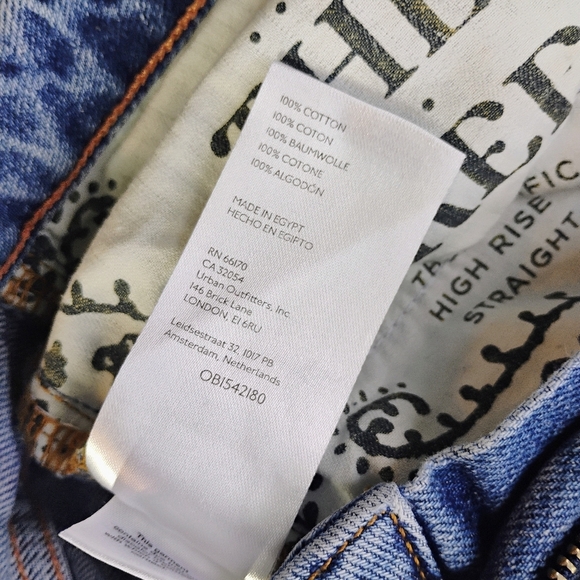 100% COTTON
100% COTON
100% BAUMWOLLE
100% COTONE
100% ALGODÓN
MADE IN EGYPT
HECHO EN EGIPTO
RN 66170
CA 32054
Urban Outfitters, Inc
146 Brick Lane
LONDON, E1 6RU
Leidsestraat 32, 1017 PB
Amsterdam, Netherlands
OB1542180
This garment
HIGH RISE
STRAIGHT